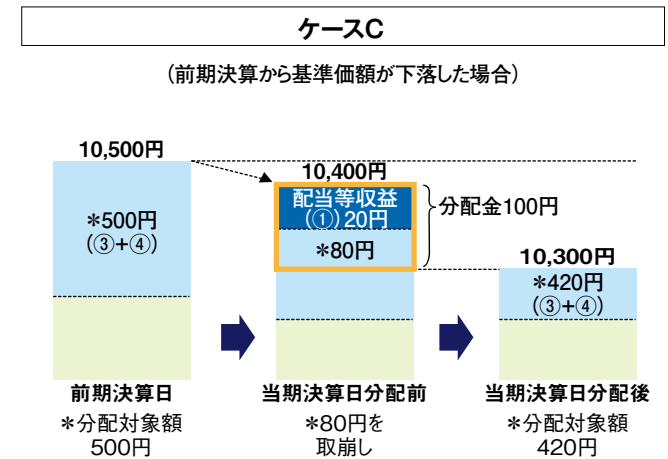 ケースC
（前期決算から基準価額が下落した場合）
10,500円
10,400円
配当等収益
（①）20円
分配金100円
＊500円
（③+④）
＊80円
10,300円
＊420円
（③+④）
前期決算日
当期決算日分配前
当期決算日分配後
＊分配対象額
500円
＊80円を
取崩し
＊分配対象額
420円